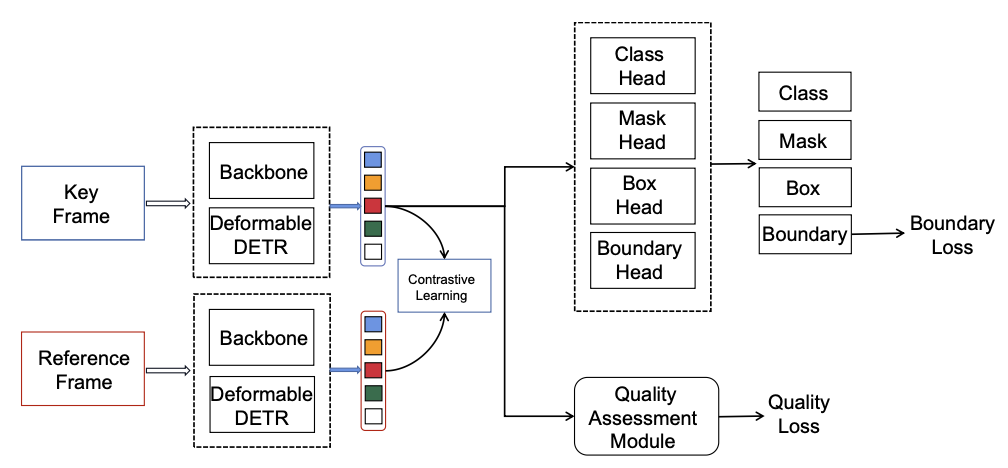 Key
Frame
Backbone
Deformable
DETR
Reference
Frame
Backbone
Deformable
DETR
Contrastive
Learning
Class
Head
Mask
Head
Box
Head
Boundary
Head
Class
Mask
Box
Boundary
Boundary
Loss
Quality
Assessment
Module
Quality
Loss